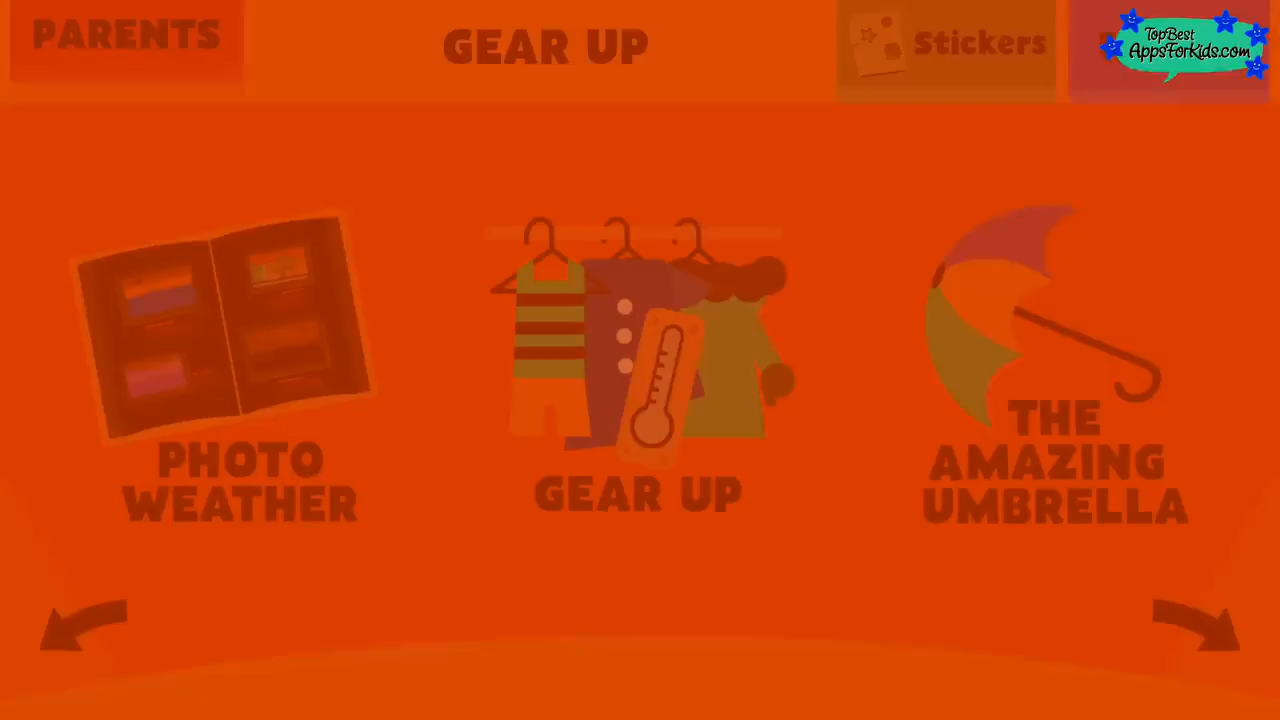 PARENTS
GEAR UP
Stickers
TopBest
AppsForKids.com
PHOTO
WEATHER
GEAR UP
THE
AMAZING
UMBRELLA